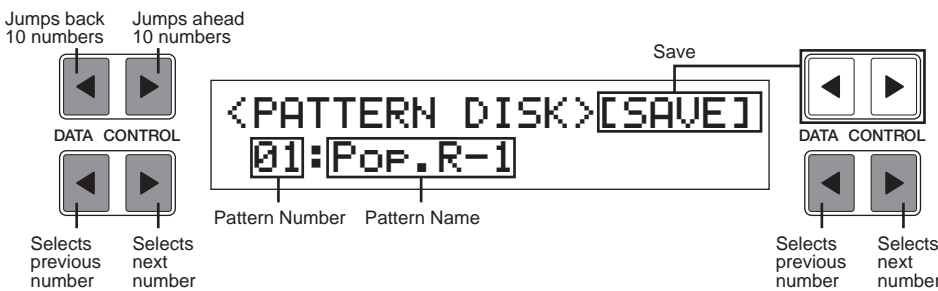 Jumps back
10 numbers
Jumps ahead
10 numbers
Save
<PATTERN DISK>[SAVE]
01:Pop.R-1
DATA CONTROL
DATA CONTROL
Pattern Number
Pattern Name
Selects
previous
number
Selects
next
number
Selects
previous
number
Selects
next
number